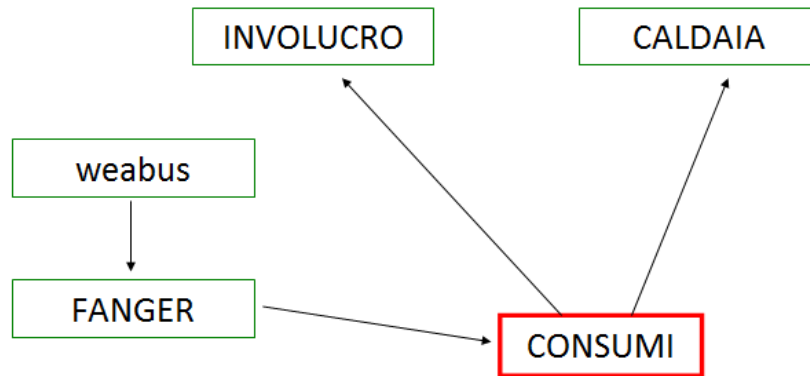 INVOLUCRO
CALDAIA
weabus
FANGER
CONSUMI